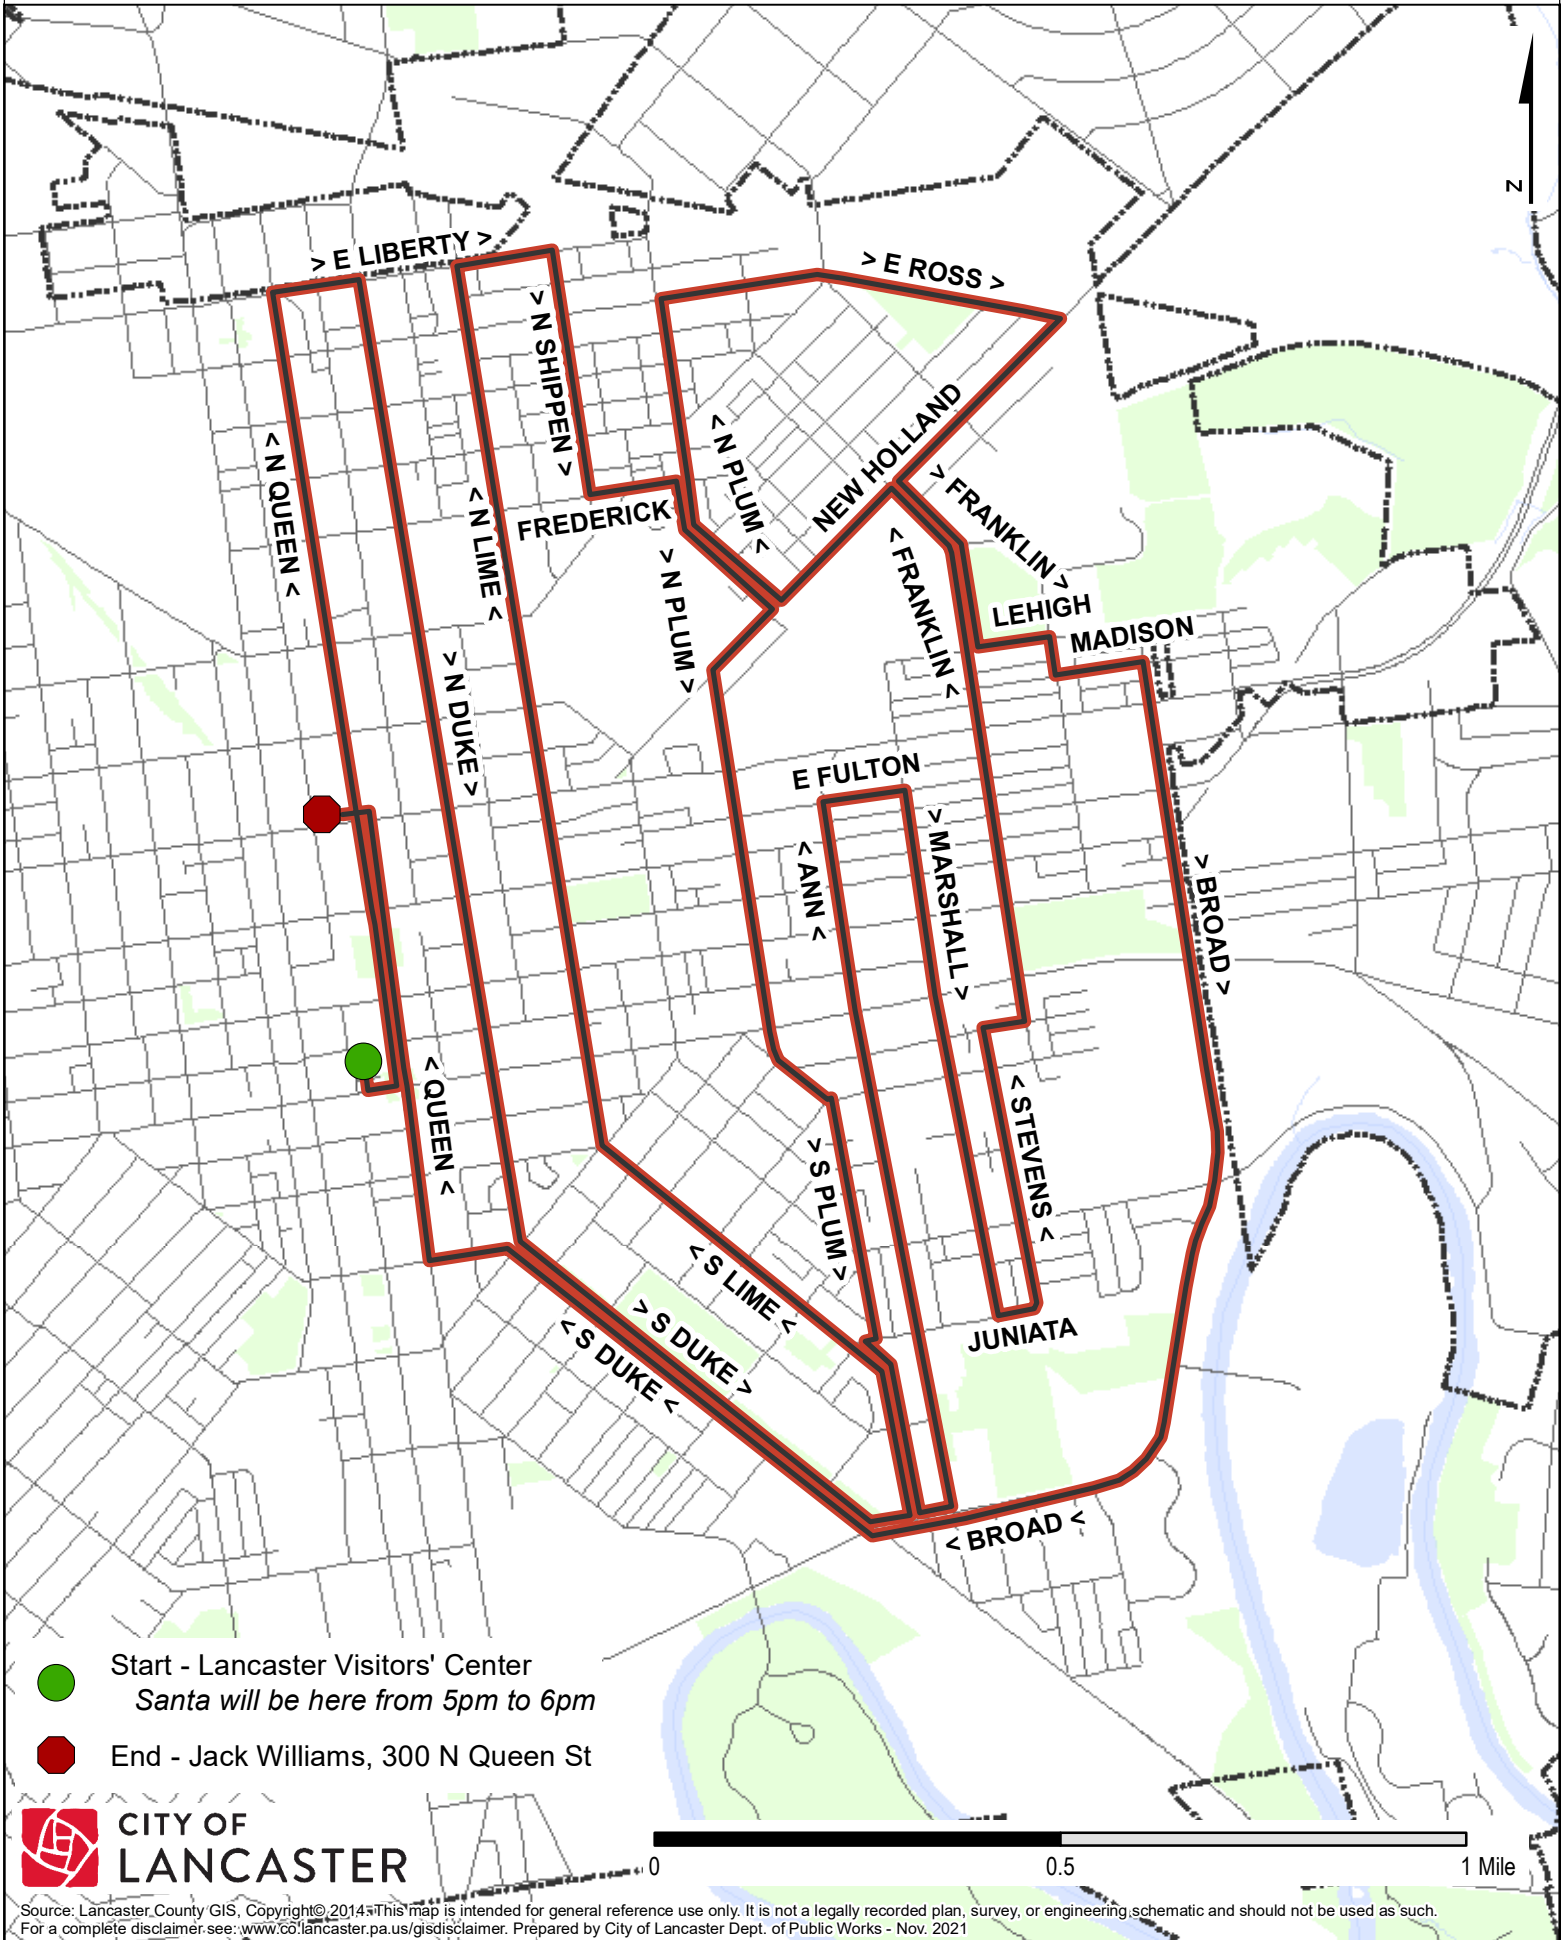 > E LIBERTY >
> E ROSS >
> N SHIPPEN >
< N QUEEN <
< N LIME <
FREDERICK
< N PLUM <
NEW HOLLAND
> FRANKLIN >
< FRANKLIN <
> N PLUM >
LEHIGH
MADISON
> N DUKE >
E FULTON
< ANN <
> MARSHALL >
> BROAD >
< QUEEN <
< STEVENS <
> S PLUM >
< S LIME <
> S DUKE >
< S DUKE <
JUNIATA
< BROAD <
N
Start - Lancaster Visitors' Center
Santa will be here from 5pm to 6pm
End - Jack Williams, 300 N Queen St
CITY OF
LANCASTER
0 0.5 1 Mile
Source: Lancaster County GIS, Copyright© 2014. This map is intended for general reference use only. It is not a legally recorded plan, survey, or engineering schematic and should not be used as such.
For a complete disclaimer see: www.co.lancaster.pa.us/gisdisclaimer. Prepared by City of Lancaster Dept. of Public Works - Nov. 2021